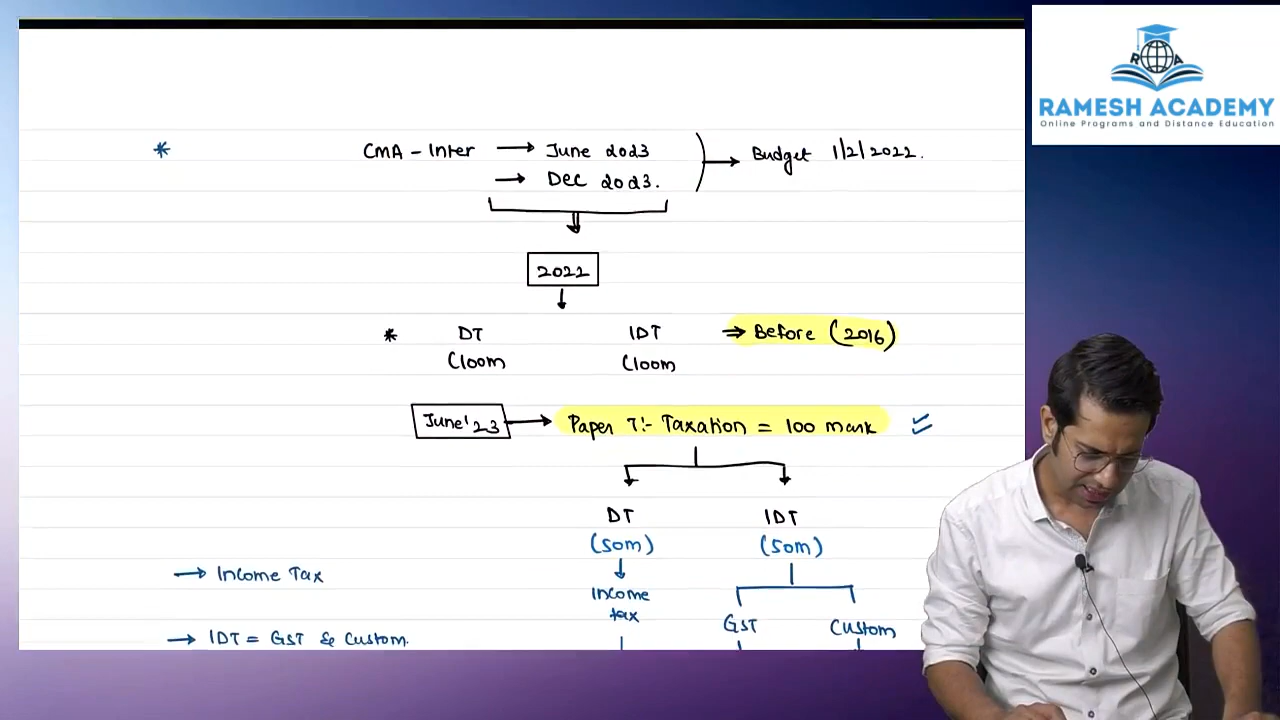 R A
RAMESH ACADEMY
Online Programs and Distance Education
* CMA - Inter → June 2023 → Budget 1/2/2022.
→ Dec 2023.
2022
* DT IDT ⇒ Before (2016)
(100m (100m
June'23 → Paper 7:- Taxation = 100 mark
DT IDT
(50m) (50m)
→ Income Tax Income
tax GST Custom
→ IDT = GST & Custom.